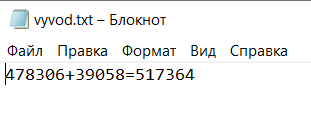 vyvod.txt – Блокнот
Файл Правка Формат Вид Справка
478306+39058=517364